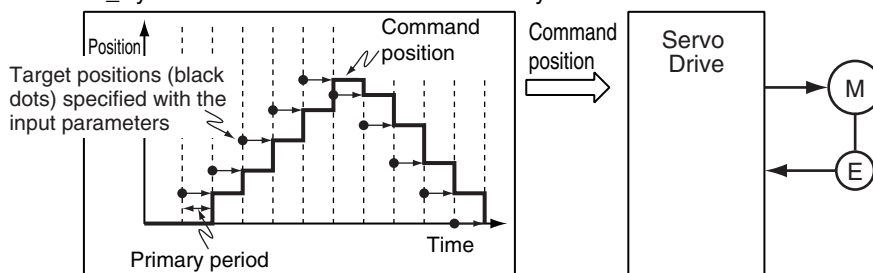 Position
Command
position
Target positions (black
dots) specified with the
input parameters
Primary period
Time
Command
position
Servo
Drive
M
E